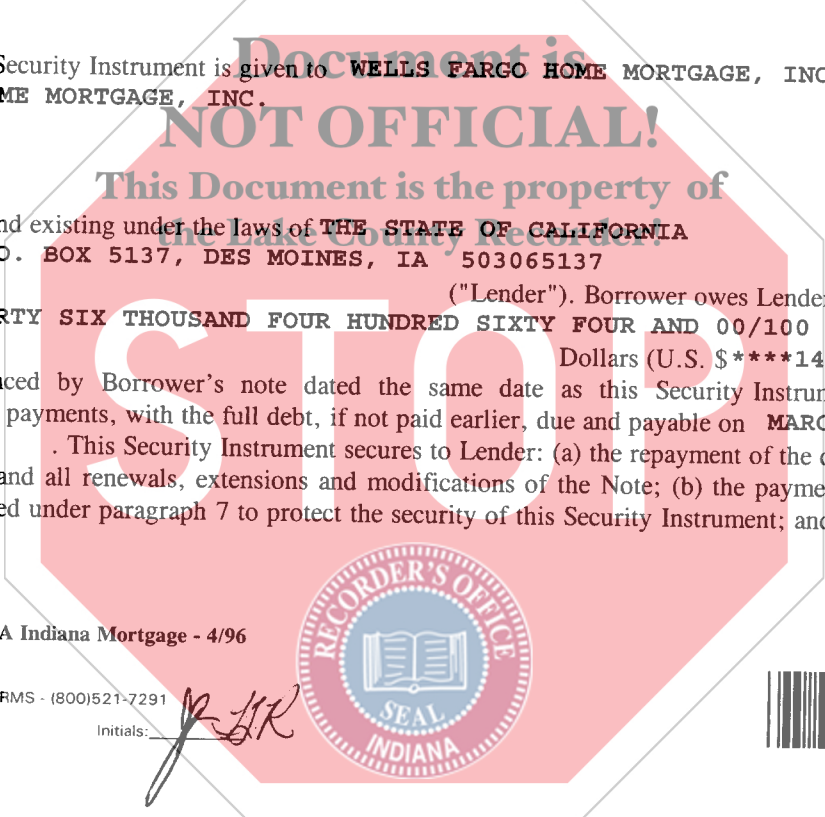 Document is
Security Instrument is given to WELLS FARGO HOME MORTGAGE, INC
ME MORTGAGE, INC.
NOT OFFICIAL!
This Document is the property of
nd existing under the laws of THE STATE OF CALIFORNIA
the Lake County Recorder!
O. BOX 5137, DES MOINES, IA 503065137
("Lender"). Borrower owes Lende
RTY SIX THOUSAND FOUR HUNDRED SIXTY FOUR AND 00/100
Dollars (U.S. $****14
STOP
nced by Borrower's note dated the same date as this Security Instrum
payments, with the full debt, if not paid earlier, due and payable on MARC
. This Security Instrument secures to Lender: (a) the repayment of the
and all renewals, extensions and modifications of the Note; (b) the payme
ed under paragraph 7 to protect the security of this Security Instrument; and
RECORDER'S OFFICE
SEAL
INDIANA
A Indiana Mortgage - 4/96
RMS - (800)521-7291
Initials: